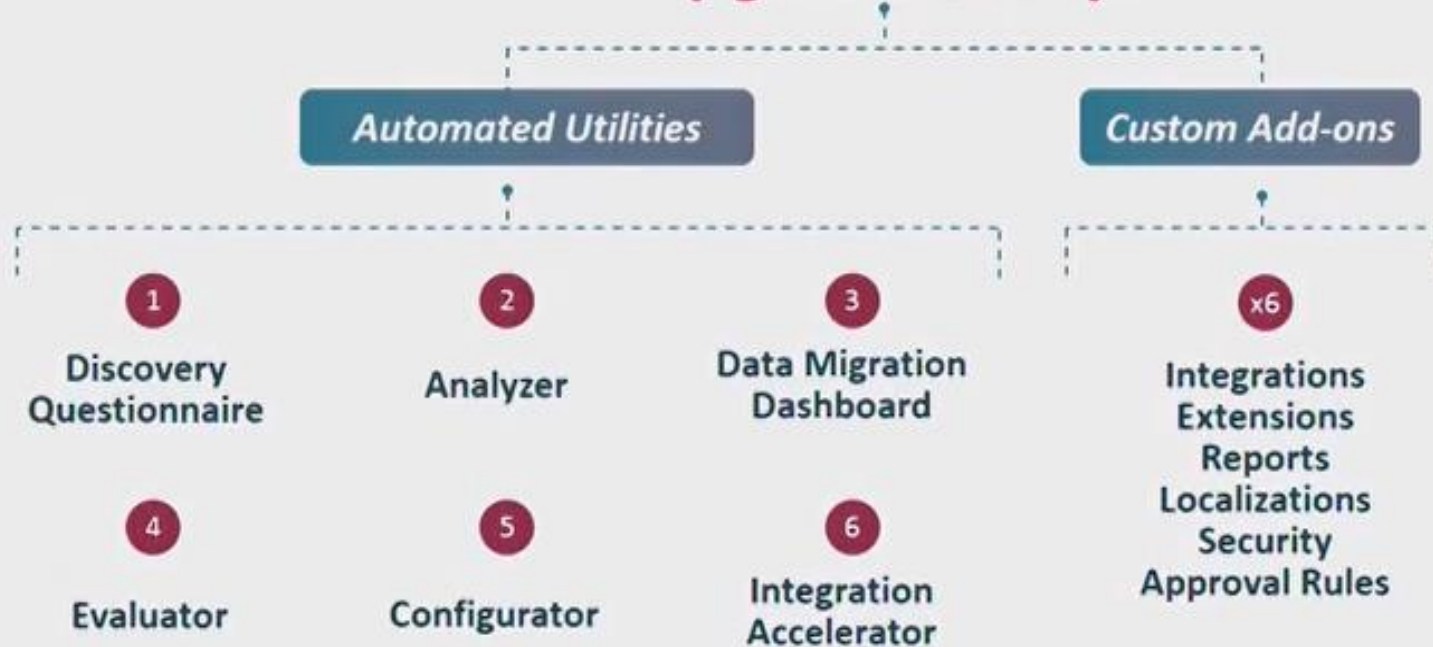 Automated Utilities
Custom Add-ons
1
Discovery
Questionnaire
2
Analyzer
3
Data Migration
Dashboard
4
Evaluator
5
Configurator
6
Integration
Accelerator
x6
Integrations
Extensions
Reports
Localizations
Security
Approval Rules